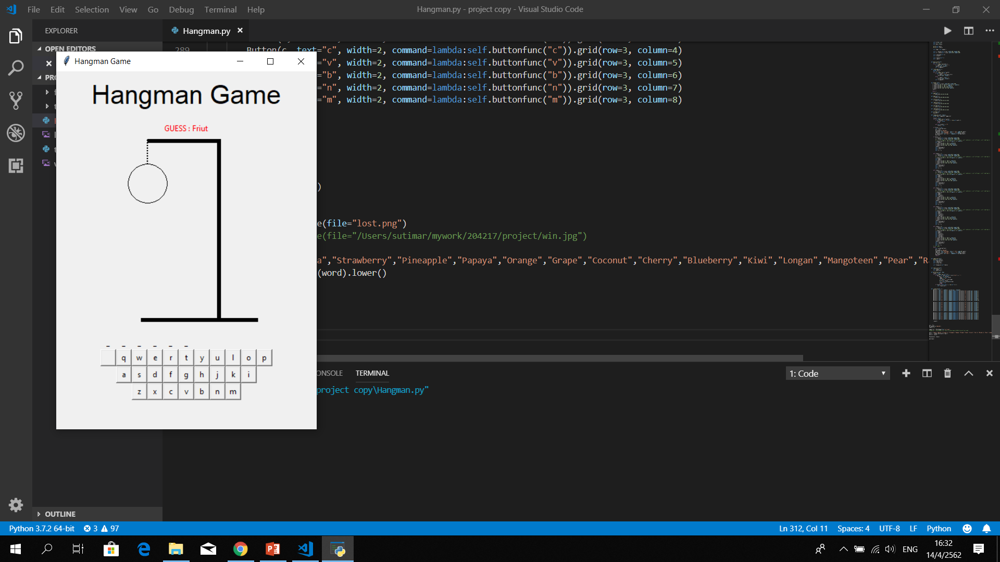 File Edit Selection View Go Debug Terminal Help
Hangman.py - project copy - Visual Studio Code
EXPLORER
Hangman.py
OPEN EDITORS
289
Button(c, text="c", width=2, command=lambda:self.buttonfunc("c")).grid(row=3, column=4)
="v", width=2, command=lambda:self.buttonfunc("v")).grid(row=3, column=5)
="b", width=2, command=lambda:self.buttonfunc("b")).grid(row=3, column=6)
="n", width=2, command=lambda:self.buttonfunc("n")).grid(row=3, column=7)
="m", width=2, command=lambda:self.buttonfunc("m")).grid(row=3, column=8)
)
e(file="lost.png")
e(file="/Users/sutimar/mywork/204217/project/win.jpg")
a","Strawberry","Pineapple","Papaya","Orange","Grape","Coconut","Cherry","Blueberry","Kiwi","Longan","Mangoteen","Pear","R
(word).lower()
Hangman Game
Hangman Game
GUESS : Friut
_ _ _ _ _ _
q w e r t y u l o p
a s d f g h j k i
z x c v b n m
ONSOLE TERMINAL
1: Code
project copy\Hangman.py"
OUTLINE
Python 3.7.2 64-bit 3 97
Ln 312, Col 11 Spaces: 4 UTF-8 LF Python
ENG
16:32
14/4/2562